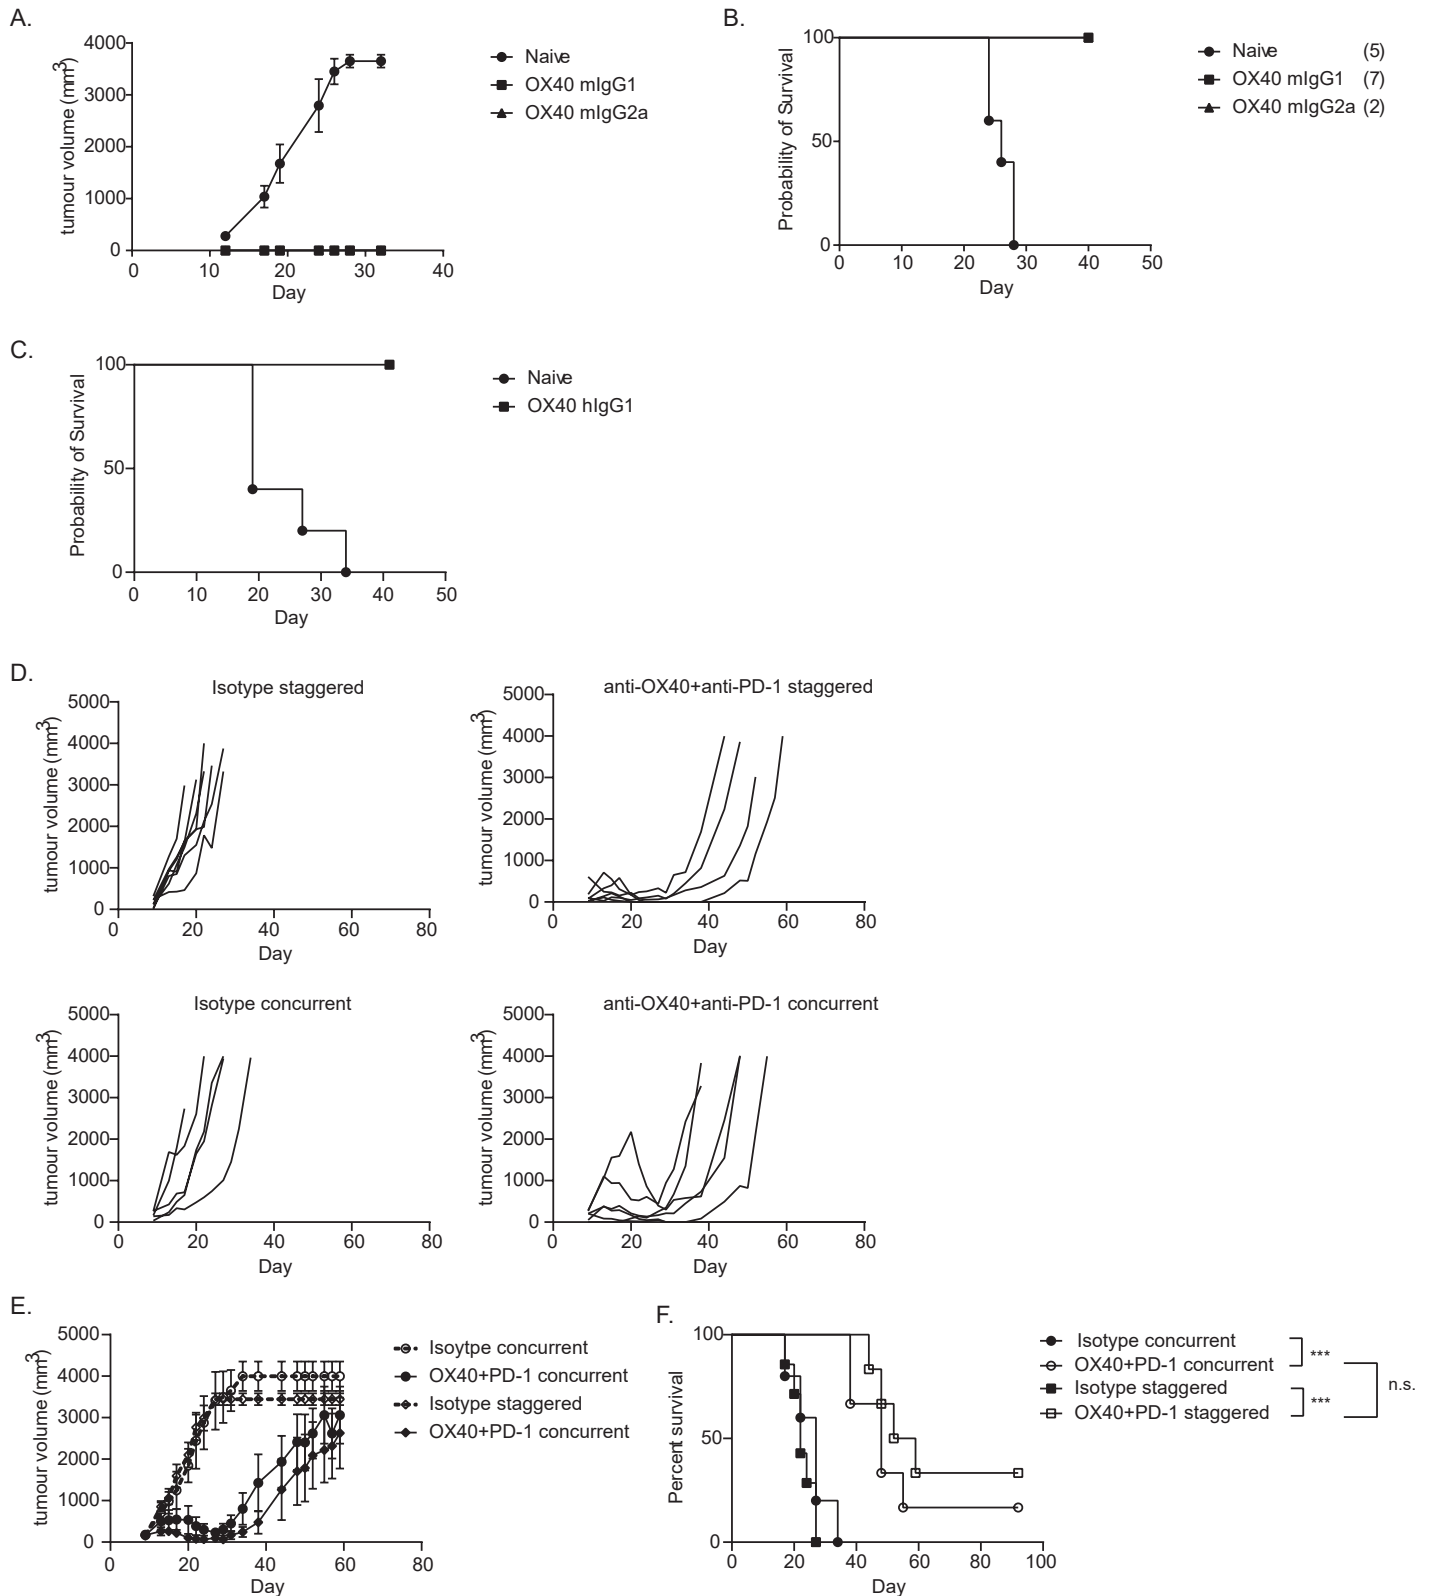 A.
tumour volume (mm3)
4000
3000
2000
1000
0
0 10 20 30 40
Day
Naive
OX40 mIgG1
OX40 mIgG2a
B.
Probability of Survival
100
50
0
0 10 20 30 40 50
Day
Naive (5)
OX40 mIgG1 (7)
OX40 mIgG2a (2)
C.
Probability of Survival
100
50
0
0 10 20 30 40 50
Day
Naive
OX40 hIgG1
D.
Isotype staggered
tumour volume (mm3)
5000
4000
3000
2000
1000
0
0 20 40 60 80
Day
anti-OX40+anti-PD-1 staggered
tumour volume (mm3)
5000
4000
3000
2000
1000
0
0 20 40 60 80
Day
Isotype concurrent
tumour volume (mm3)
5000
4000
3000
2000
1000
0
0 20 40 60 80
Day
anti-OX40+anti-PD-1 concurrent
tumour volume (mm3)
5000
4000
3000
2000
1000
0
0 20 40 60 80
Day
E.
tumour volume (mm3)
5000
4000
3000
2000
1000
0
0 20 40 60 80
Day
Isoytpe concurrent
OX40+PD-1 concurrent
Isotype staggered
OX40+PD-1 concurrent
F.
Percent survival
100
50
0
0 20 40 60 80 100
Day
Isotype concurrent
OX40+PD-1 concurrent
Isotype staggered
OX40+PD-1 staggered
***
***
n.s.